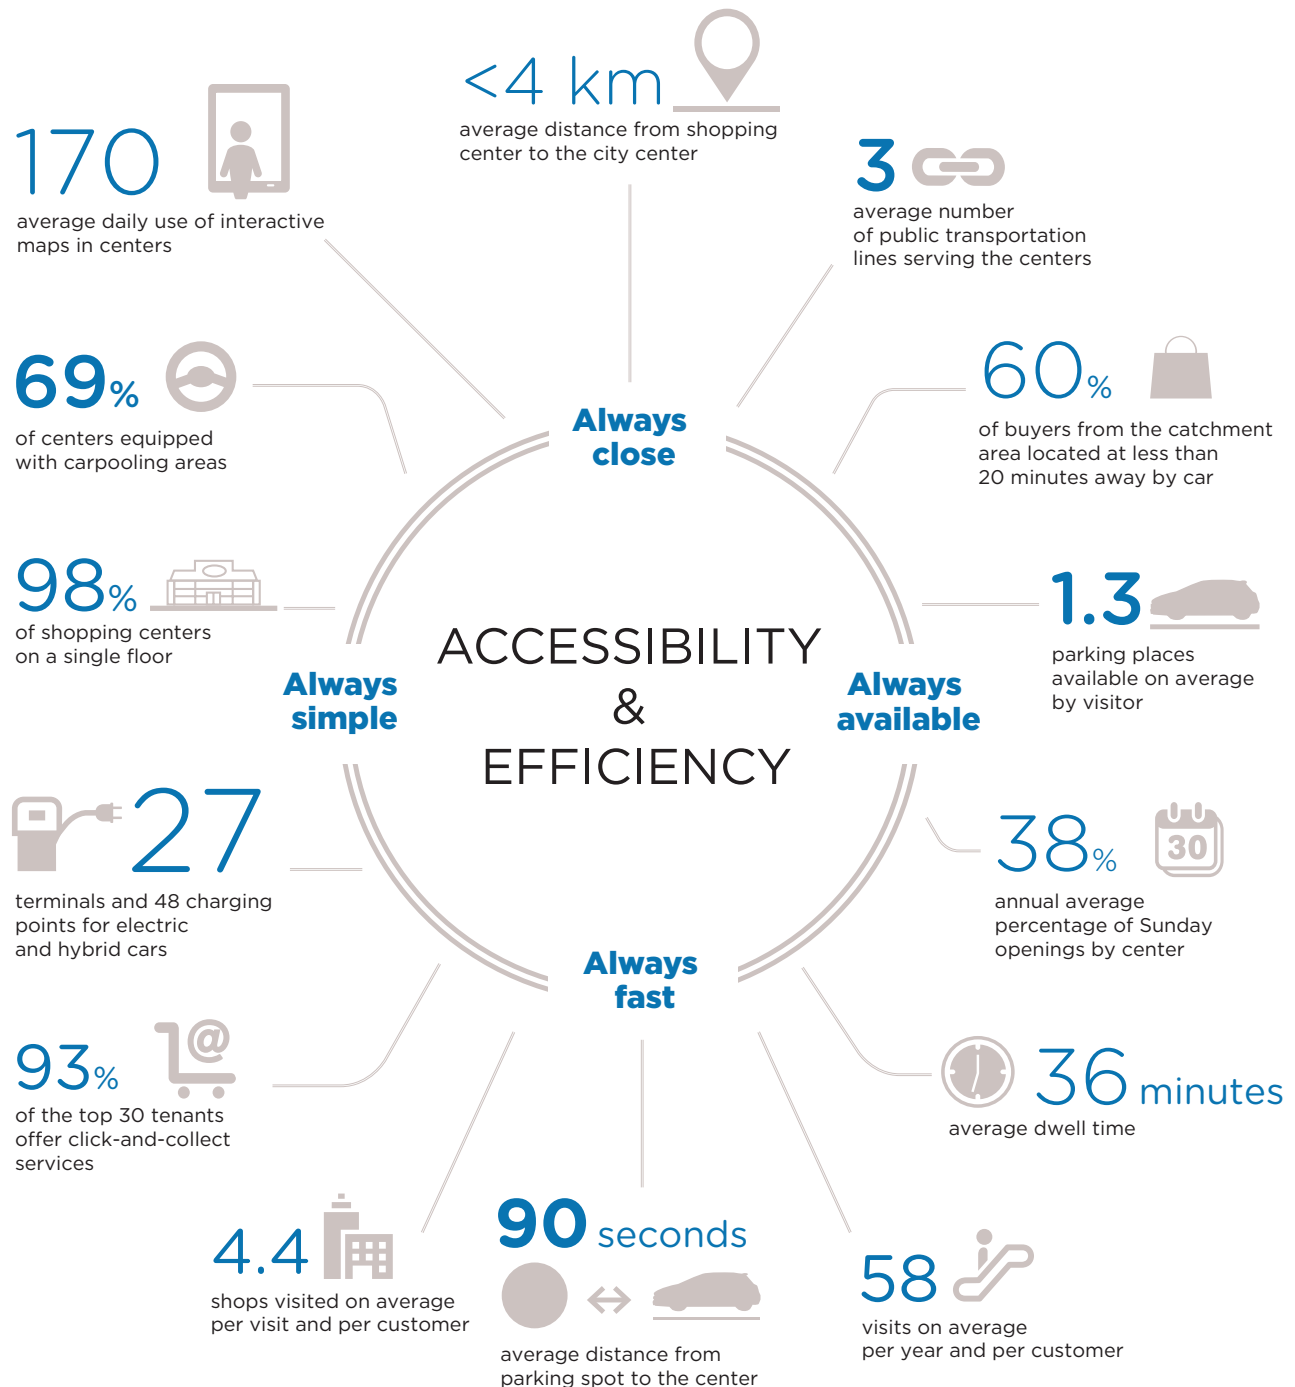 <4 km
average distance from shopping
center to the city center
170
average daily use of interactive
maps in centers
3
average number
of public transportation
lines serving the centers
69%
of centers equipped
with carpooling areas
60%
of buyers from the catchment
area located at less than
20 minutes away by car
Always
close
98%
of shopping centers
on a single floor
1.3
parking places
available on average
by visitor
ACCESSIBILITY
&
EFFICIENCY
Always
simple
Always
available
27
terminals and 48 charging
points for electric
and hybrid cars
38%
30
annual average
percentage of Sunday
openings by center
Always
fast
93%
@
of the top 30 tenants
offer click-and-collect
services
36 minutes
average dwell time
4.4
shops visited on average
per visit and per customer
90 seconds
average distance from
parking spot to the center
58
visits on average
per year and per customer